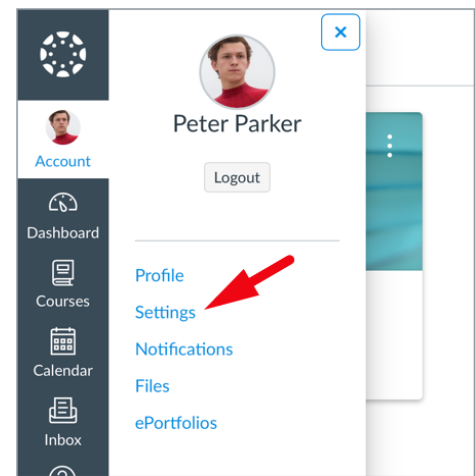 Peter Parker
Logout
Account
Dashboard
Courses
Calendar
Inbox
Profile
Settings
Notifications
Files
ePortfolios